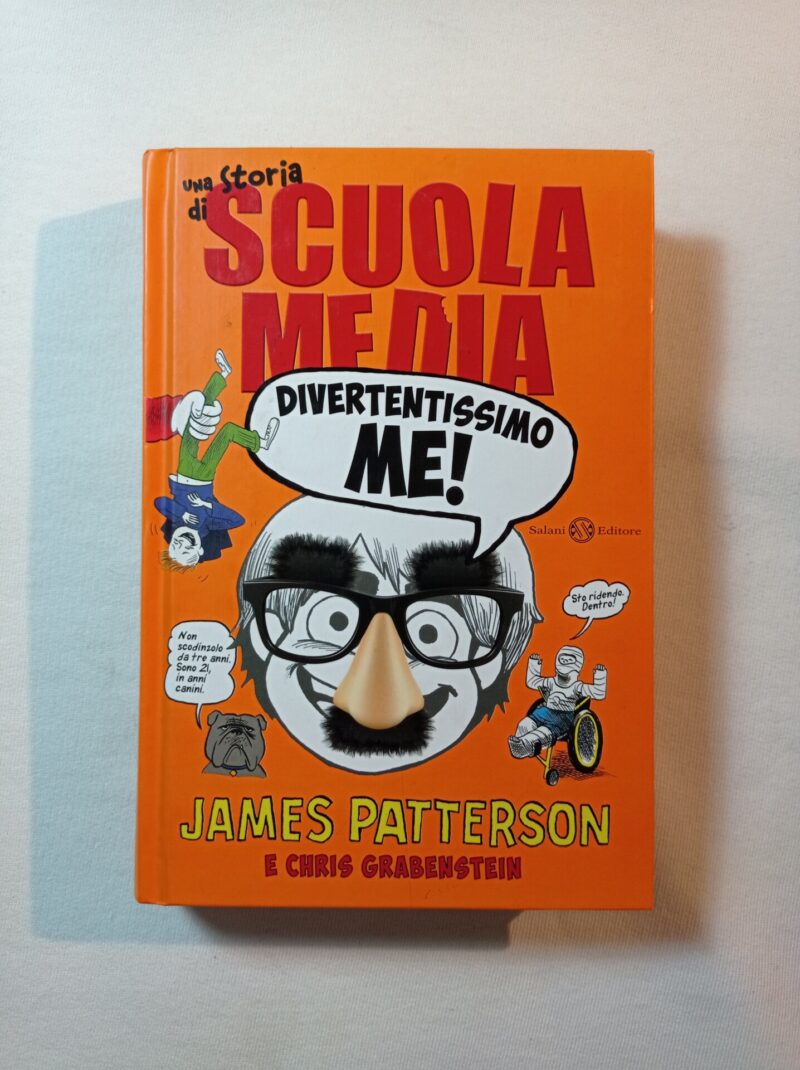 una storia
di SCUOLA
MEDIA
DIVERTENTISSIMO
ME!
Salani Editore
Sto ridendo.
Dentro!
Non
scodinzolo
da tre anni.
Sono 21,
in anni
canini.
JAMES PATTERSON
E CHRIS GRABENSTEIN